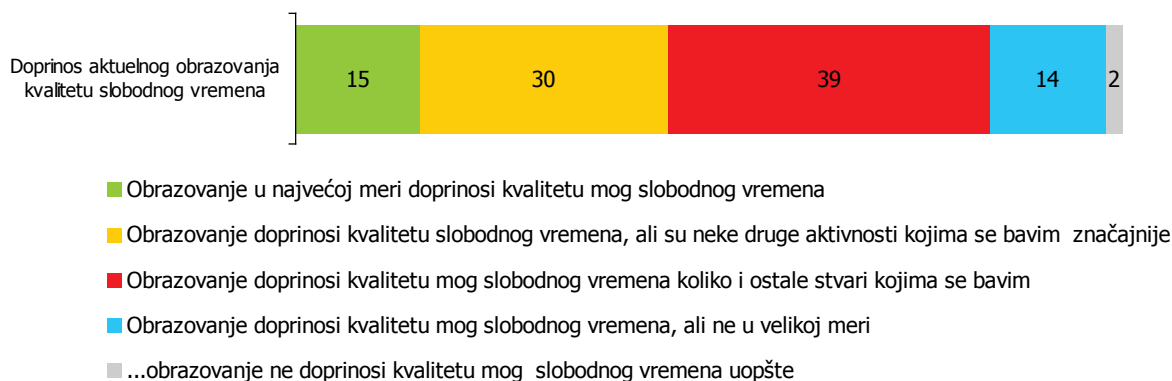 Doprinos aktuelnog obrazovanja
kvalitetu slobodnog vremena
15 30 39 14 2
Obrazovanje u najvećoj meri doprinosi kvalitetu mog slobodnog vremena
Obrazovanje doprinosi kvalitetu slobodnog vremena, ali su neke druge aktivnosti kojima se bavim značajnije
Obrazovanje doprinosi kvalitetu mog slobodnog vremena koliko i ostale stvari kojima se bavim
Obrazovanje doprinosi kvalitetu mog slobodnog vremena, ali ne u velikoj meri
...obrazovanje ne doprinosi kvalitetu mog slobodnog vremena uopšte